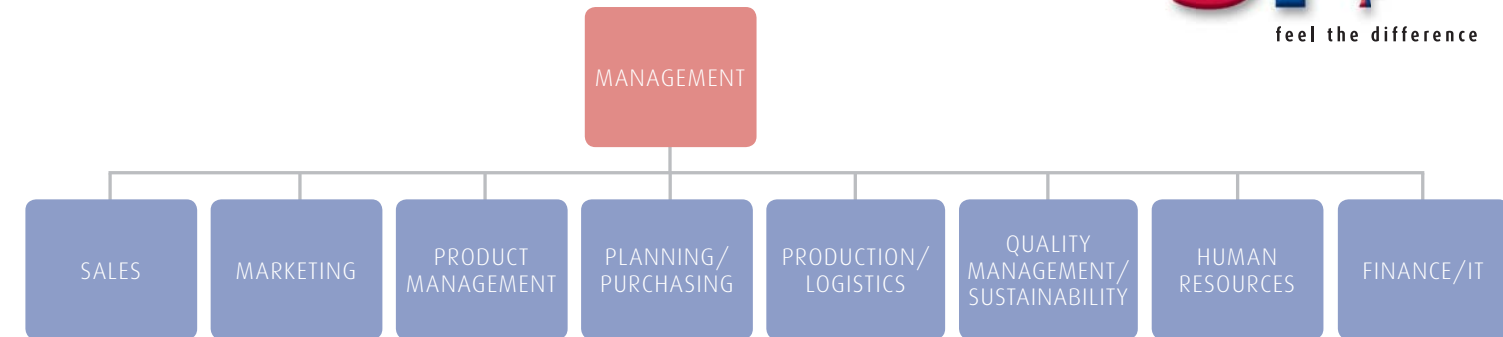 feel the difference
MANAGEMENT
SALES
MARKETING
PRODUCT
MANAGEMENT
PLANNING/
PURCHASING
PRODUCTION/
LOGISTICS
QUALITY
MANAGEMENT/
SUSTAINABILITY
HUMAN
RESOURCES
FINANCE/IT